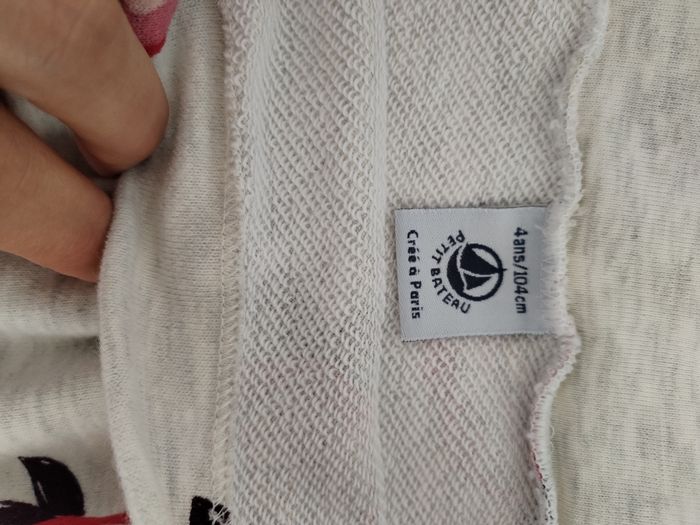 4ans/104cm
PETIT BATEAU
Créé à Paris